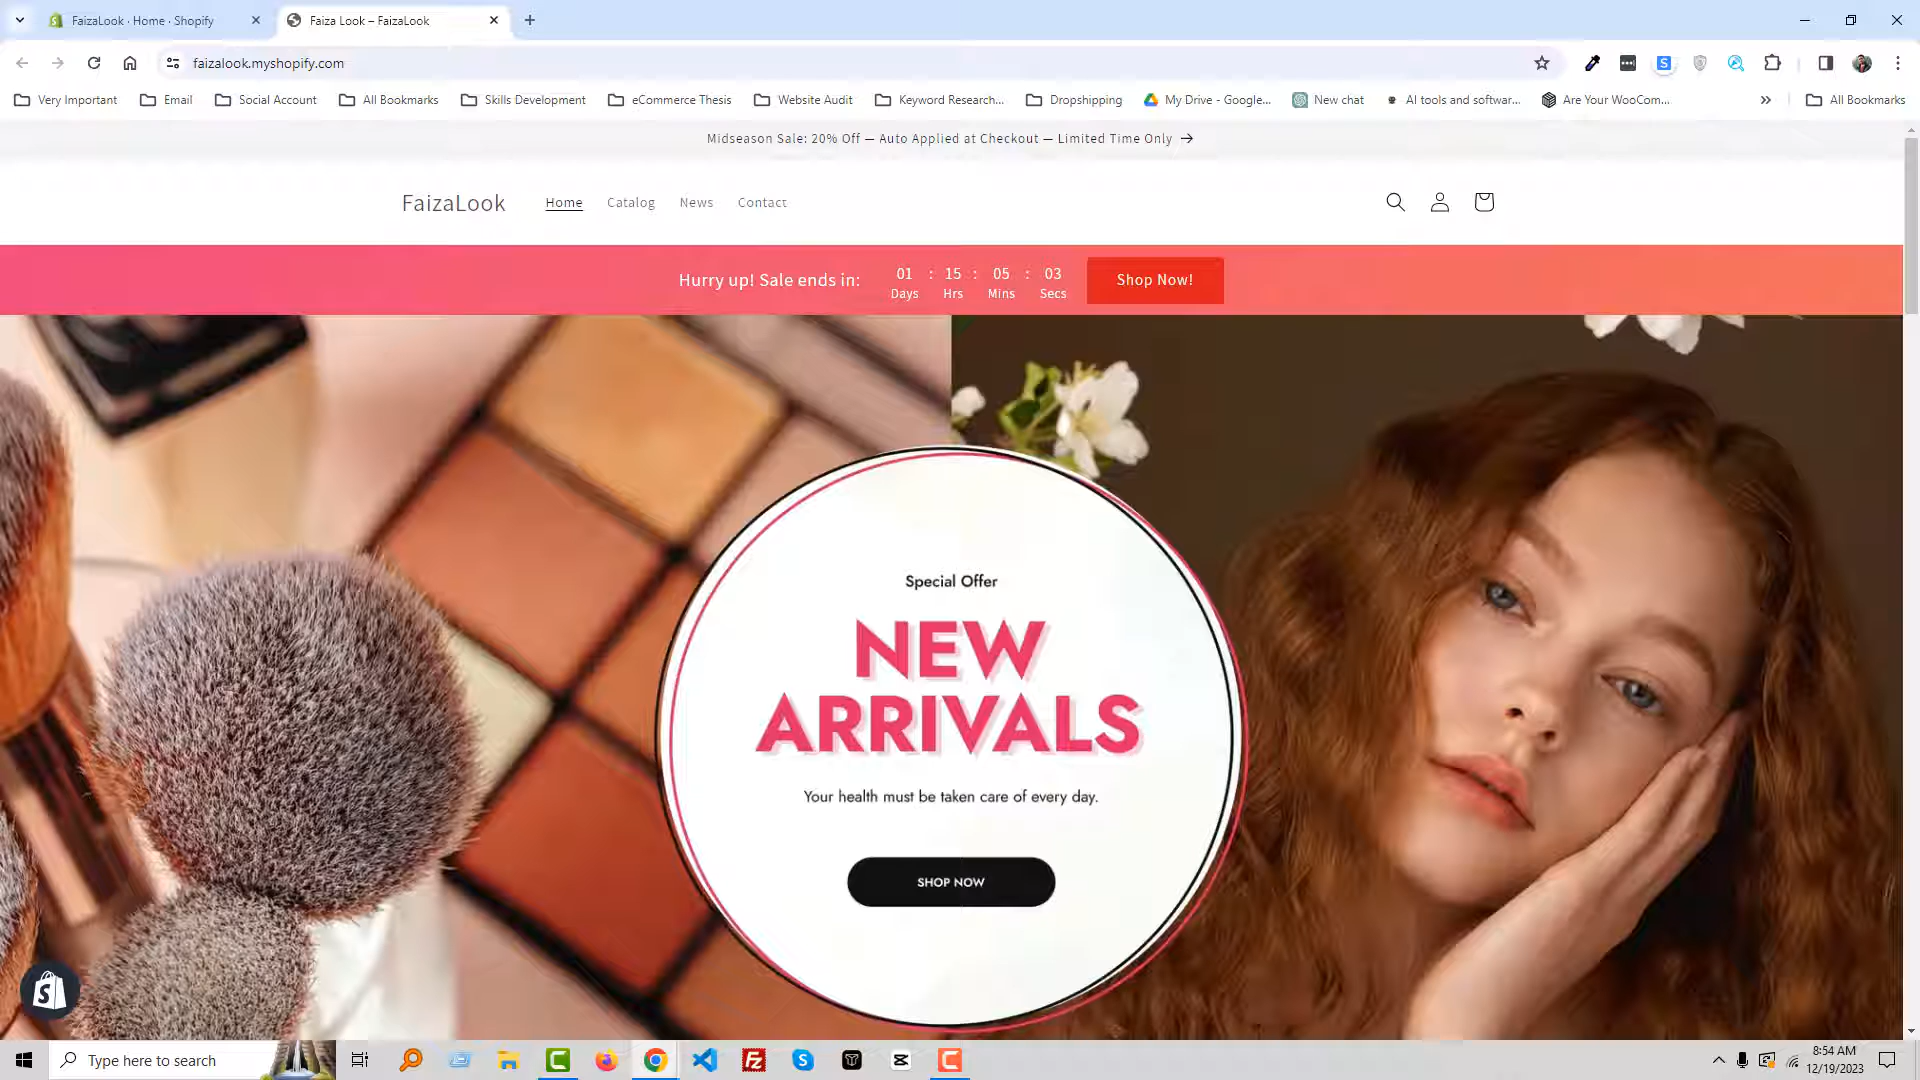 FaizaLook · Home · Shopify
Faiza Look – FaizaLook
faizalook.myshopify.com
Very Important
Email
Social Account
All Bookmarks
Skills Development
eCommerce Thesis
Website Audit
Keyword Research...
Dropshipping
My Drive - Google...
New chat
AI tools and softwar...
Are Your WooCom...
»
All Bookmarks
Midseason Sale: 20% Off — Auto Applied at Checkout — Limited Time Only →
FaizaLook
Home
Catalog
News
Contact
Hurry up! Sale ends in:
01 : 15 : 05 : 03
Days Hrs Mins Secs
Shop Now!
Special Offer
NEW
ARRIVALS
Your health must be taken care of every day.
SHOP NOW
Type here to search
8:54 AM
12/19/2023